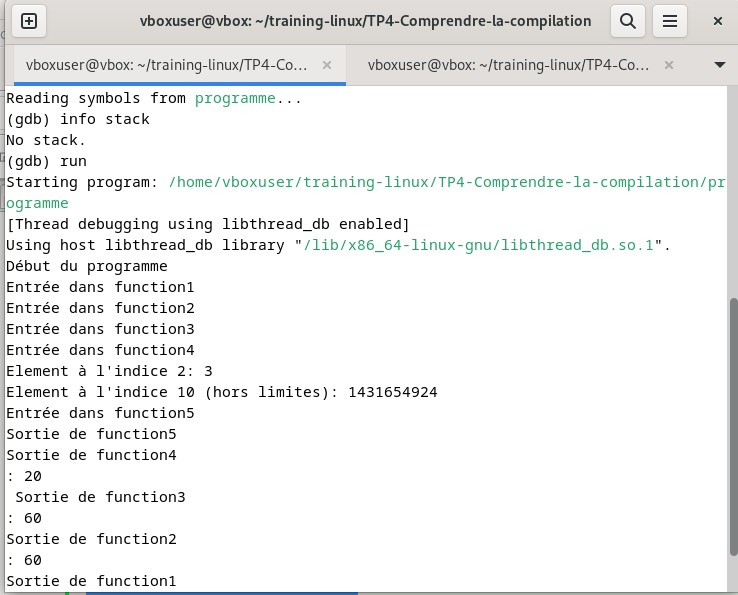 vboxuser@vbox: ~/training-linux/TP4-Comprendre-la-compilation
vboxuser@vbox: ~/training-linux/TP4-Co...
vboxuser@vbox: ~/training-linux/TP4-Co...
Reading symbols from programme...
(gdb) info stack
No stack.
(gdb) run
Starting program: /home/vboxuser/training-linux/TP4-Comprendre-la-compilation/pr
ogramme
[Thread debugging using libthread_db enabled]
Using host libthread_db library "/lib/x86_64-linux-gnu/libthread_db.so.1".
Début du programme
Entrée dans function1
Entrée dans function2
Entrée dans function3
Entrée dans function4
Element à l'indice 2: 3
Element à l'indice 10 (hors limites): 1431654924
Entrée dans function5
Sortie de function5
Sortie de function4
: 20
 Sortie de function3
: 60
Sortie de function2
: 60
Sortie de function1